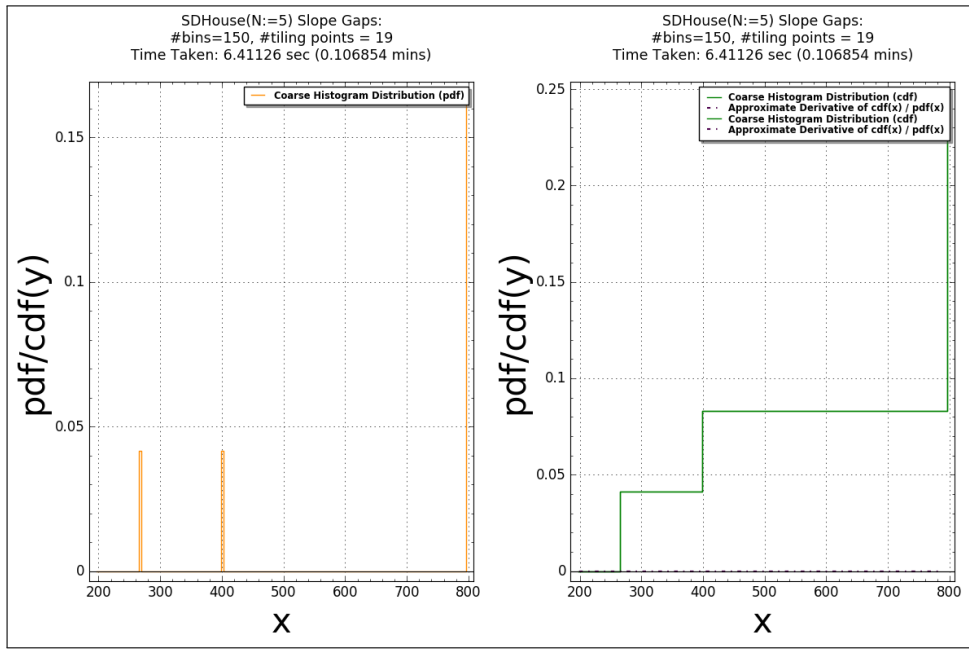 SDHouse(N:=5) Slope Gaps:
#bins=150, #tiling points = 19
Time Taken: 6.41126 sec (0.106854 mins)
Coarse Histogram Distribution (pdf)
0.15
0.1
0.05
0
pdf/cdf(y)
200 300 400 500 600 700 800
x
SDHouse(N:=5) Slope Gaps:
#bins=150, #tiling points = 19
Time Taken: 6.41126 sec (0.106854 mins)
Coarse Histogram Distribution (cdf)
Approximate Derivative of cdf(x) / pdf(x)
Coarse Histogram Distribution (cdf)
Approximate Derivative of cdf(x) / pdf(x)
0.25
0.2
0.15
0.1
0.05
0
pdf/cdf(y)
200 300 400 500 600 700 800
x